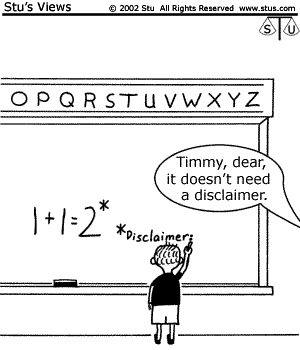 Stu's Views © 2002 Stu All Rights Reserved www.stus.com
S U
O P Q R S T U V W X Y Z
Timmy, dear,
it doesn't need
a disclaimer.
1+1=2*
*Disclaimer: